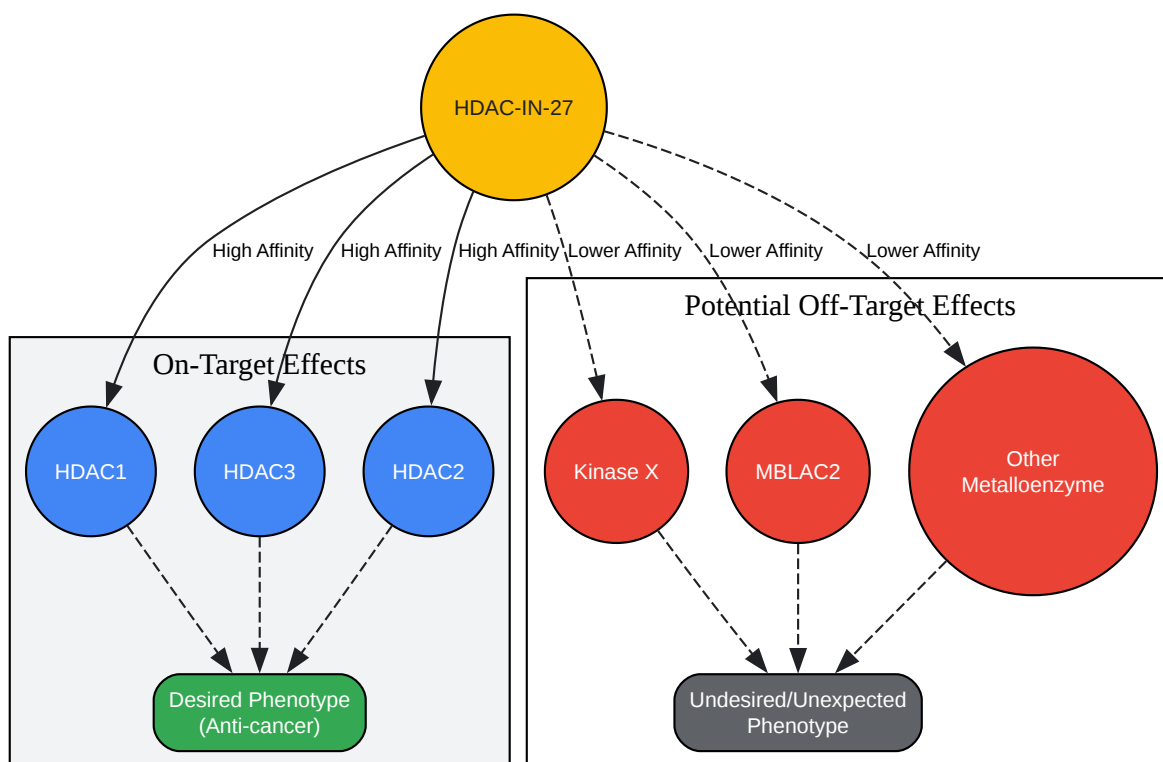 HDAC-IN-27
High Affinity
High Affinity
High Affinity
Lower Affinity
Lower Affinity
Lower Affinity
Potential Off-Target Effects
On-Target Effects
HDAC1
HDAC3
HDAC2
Kinase X
MBLAC2
Other
Metalloenzyme
Desired Phenotype
(Anti-cancer)
Undesired/Unexpected
Phenotype